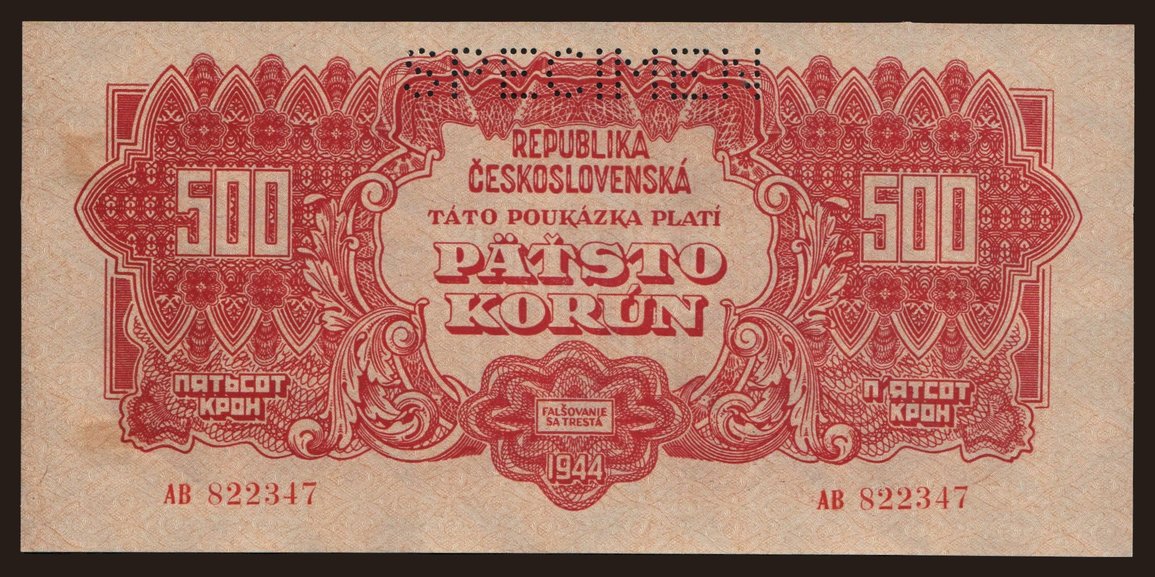 SPECIMEN
REPUBLIKA
ČESKOSLOVENSKÁ
TÁTO POUKÁZKA PLATÍ
PÄŤSTO
KORÚN
500
500
ПЯТЬСОТ
КРОН
П'ЯТСОТ
КРОН
FALŠOVANIE
SA TRESTÁ
1944
AB 822347
AB 822347